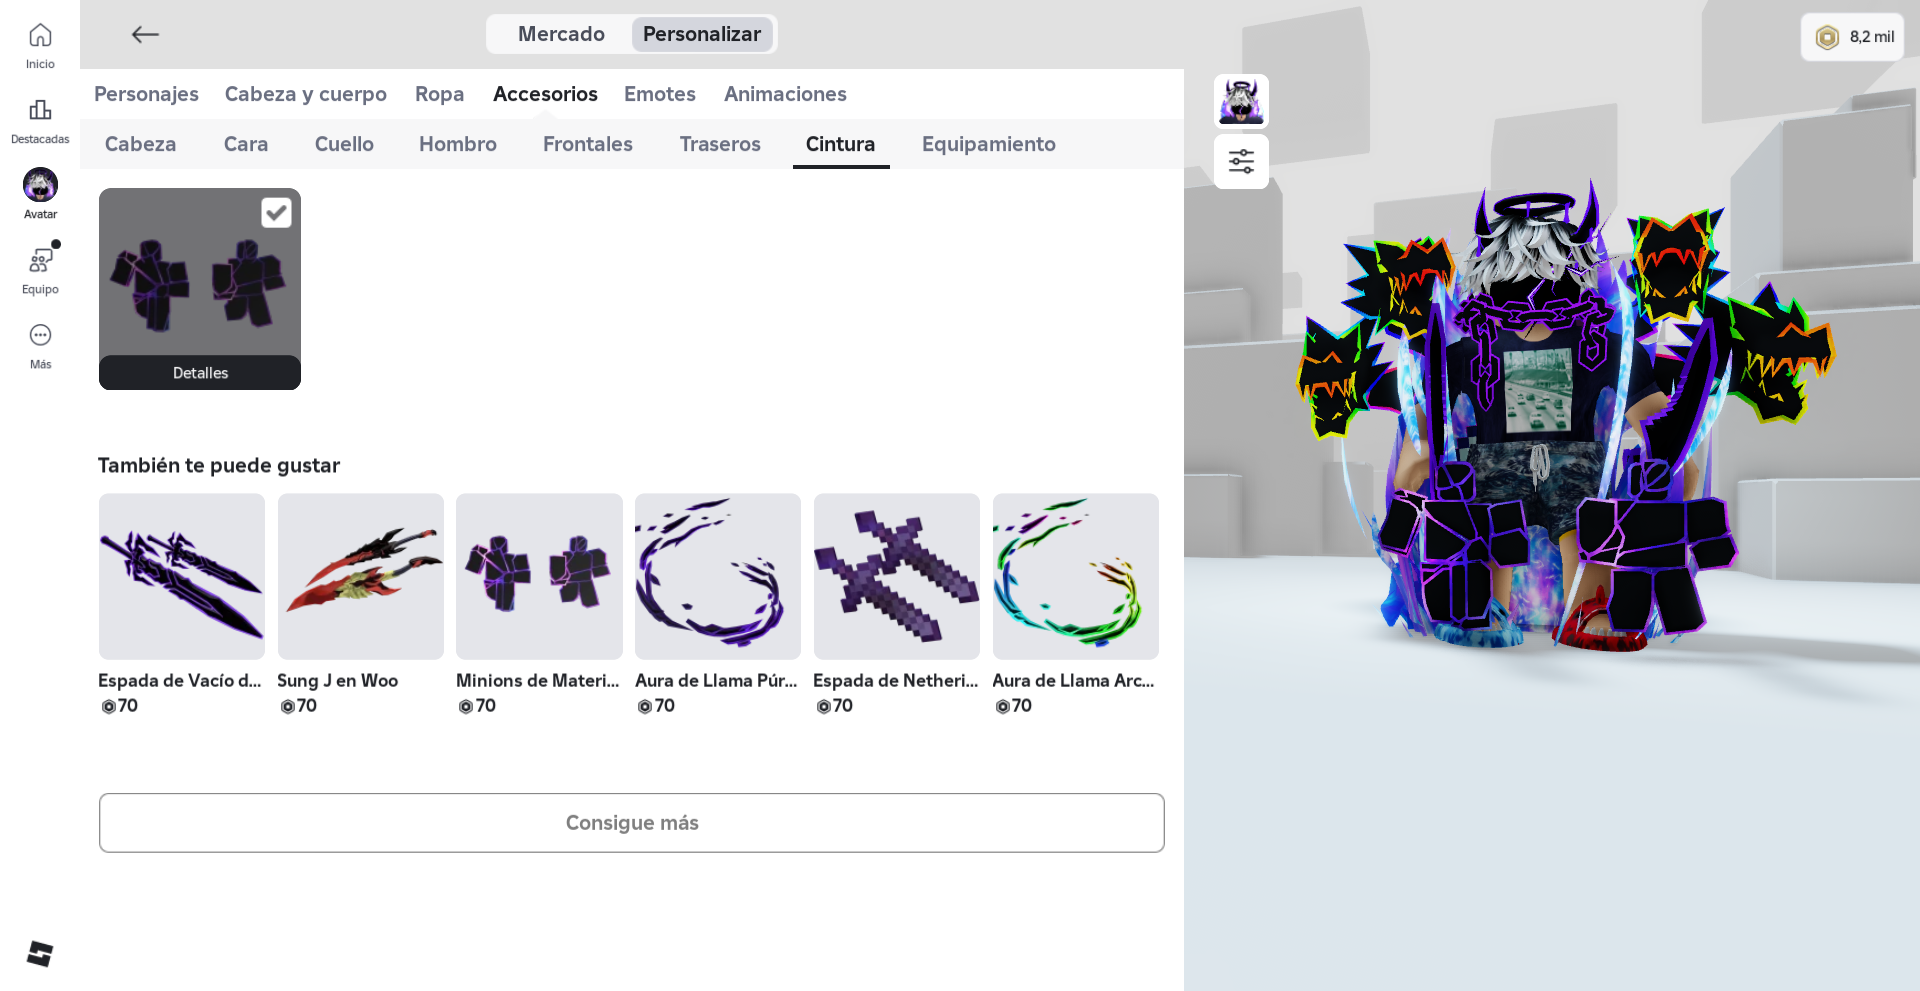 Inicio
Destacadas
Avatar
Equipo
Más
Mercado
Personalizar
8,2 mil
Personajes
Cabeza y cuerpo
Ropa
Accesorios
Emotes
Animaciones
Cabeza
Cara
Cuello
Hombro
Frontales
Traseros
Cintura
Equipamiento
Detalles
También te puede gustar
Espada de Vacío d...
70
Sung J en Woo
70
Minions de Materi...
70
Aura de Llama Púr...
70
Espada de Netheri...
70
Aura de Llama Arc...
70
Consigue más